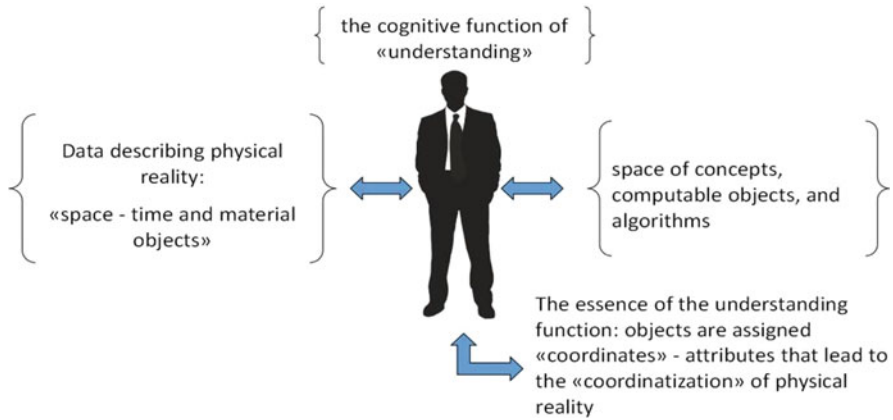 the cognitive function of
«understanding»
Data describing physical
reality:
«space - time and material
objects»
space of concepts,
computable objects, and
algorithms
The essence of the understanding
function: objects are assigned
«coordinates» - attributes that lead to
the «coordinatization» of physical
reality